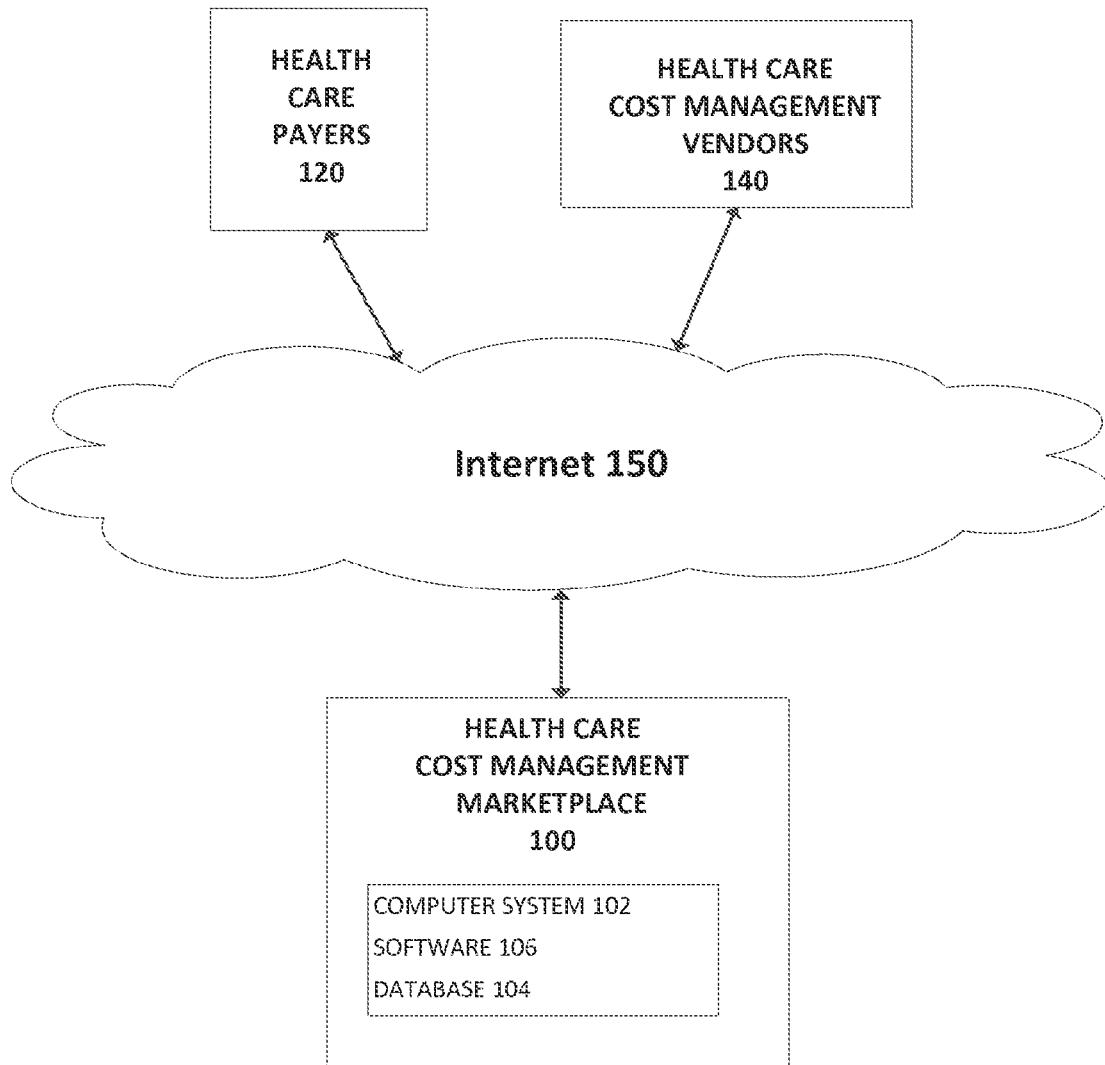 HEALTH
CARE
PAYERS
120
HEALTH CARE
COST MANAGEMENT
VENDORS
140
Internet 150
HEALTH CARE
COST MANAGEMENT
MARKETPLACE
100
COMPUTER SYSTEM 102
SOFTWARE 106
DATABASE 104